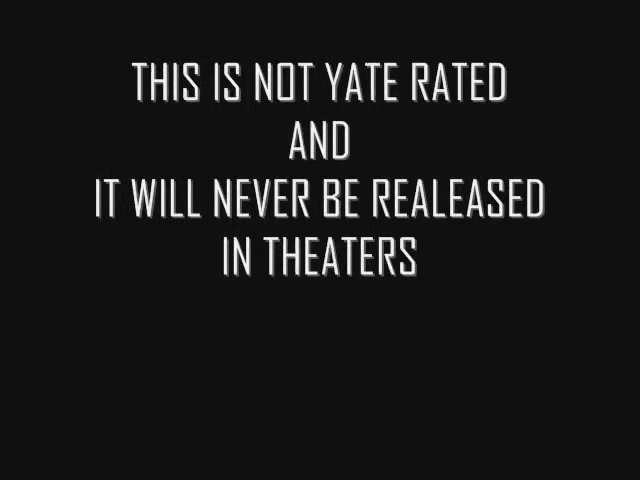 THIS IS NOT YATE RATED
AND
IT WILL NEVER BE REALEASED
IN THEATERS